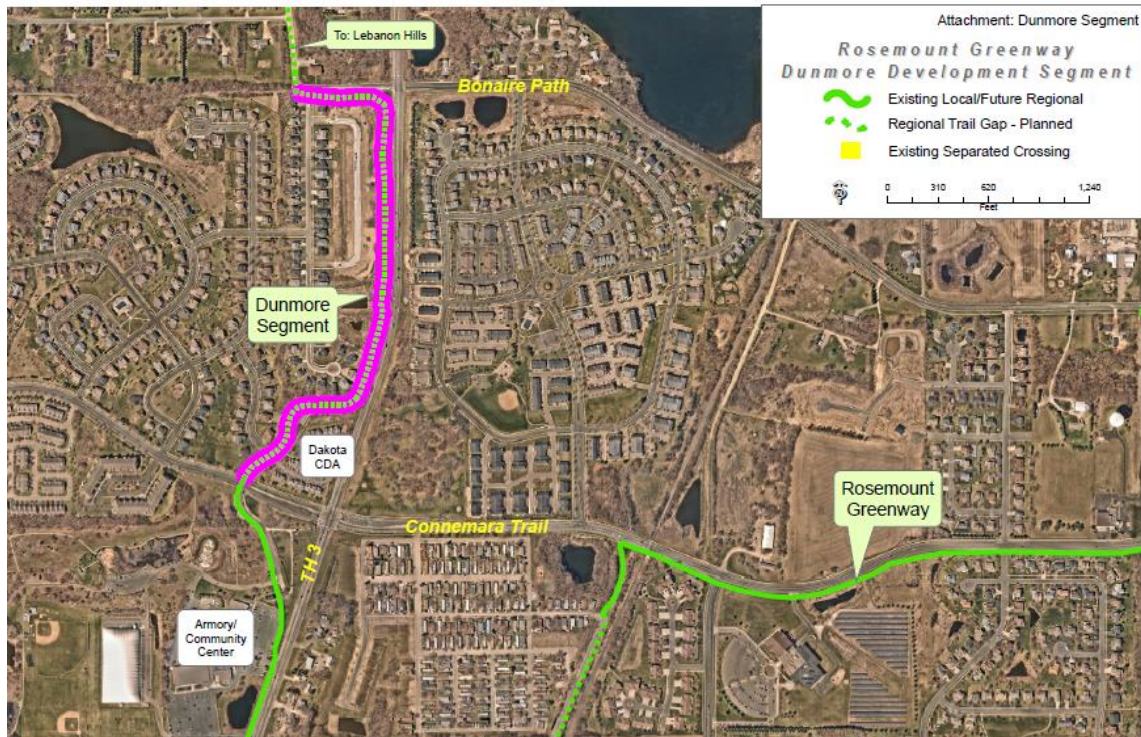 Attachment: Dunmore Segment
Rosemount Greenway
Dunmore Development Segment
Existing Local/Future Regional
Regional Trail Gap - Planned
Existing Separated Crossing
0 310 620 1,240
Feet
To: Lebanon Hills
Bonaire Path
Dunmore
Segment
Dakota
CDA
Rosemount
Greenway
Connemara Trail
TH 3
Armory/
Community
Center